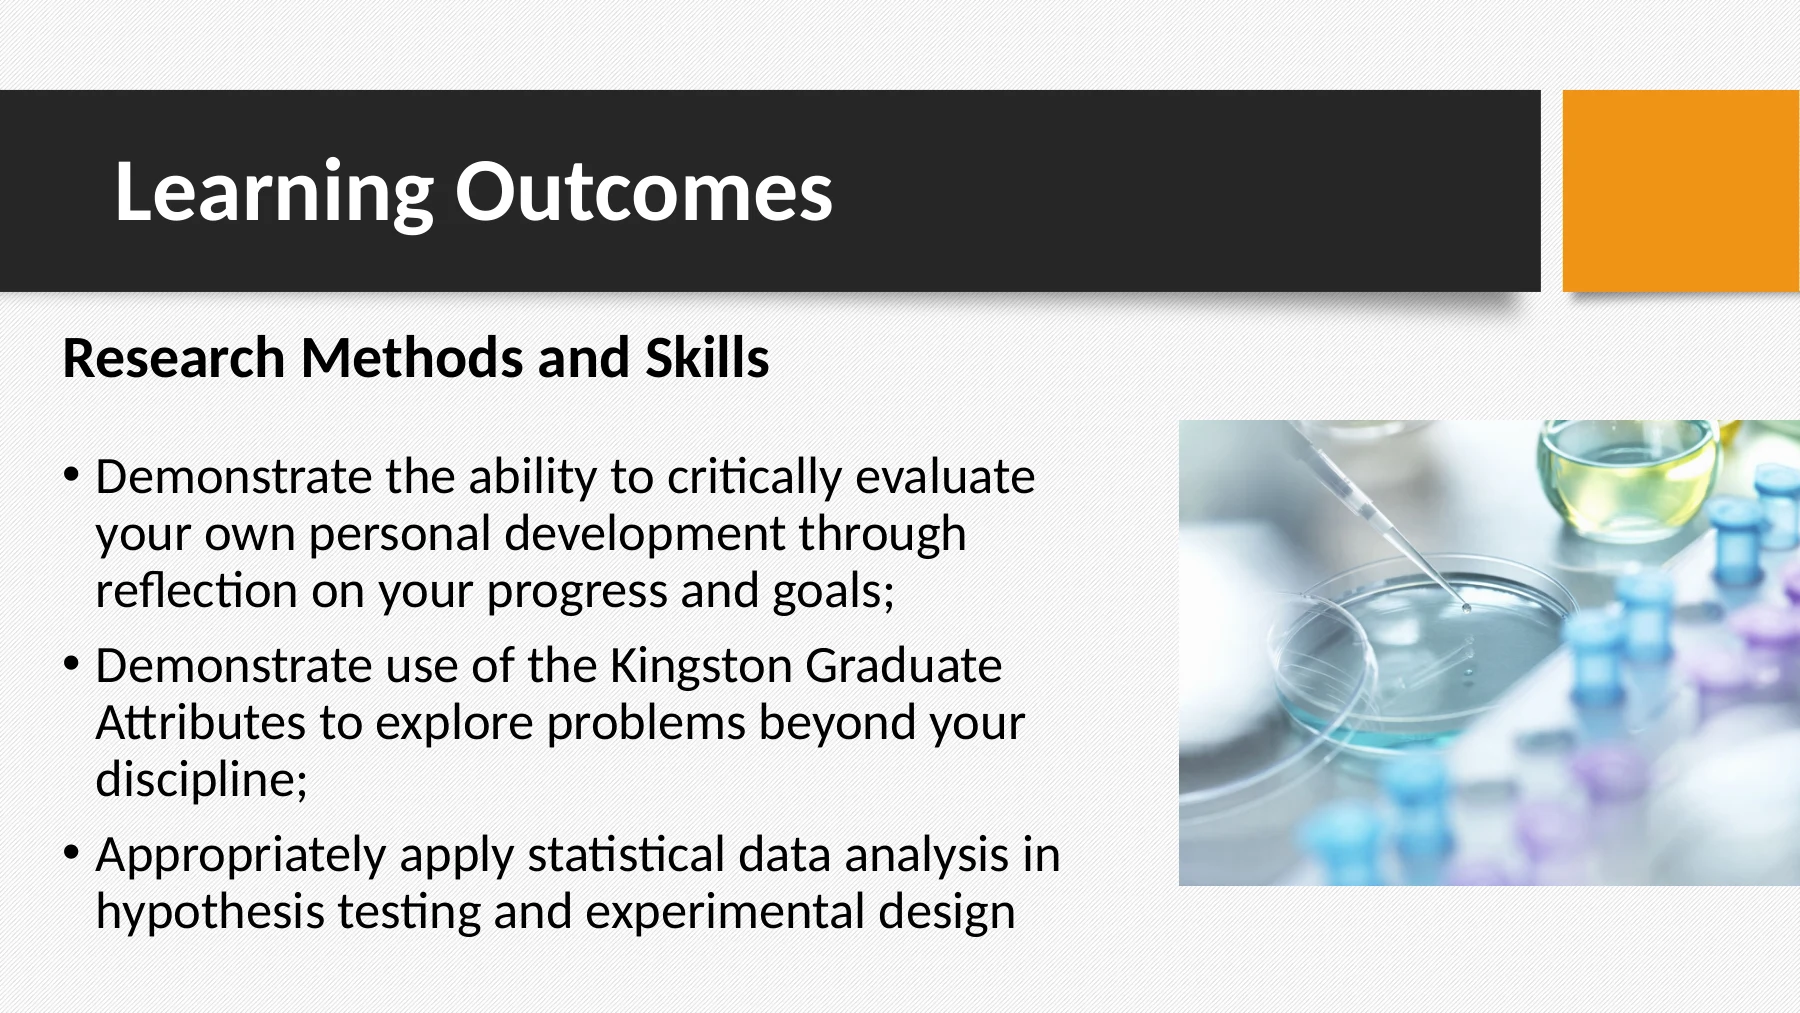 Learning Outcomes
Research Methods and Skills
• Demonstrate the ability to critically evaluate
your own personal development through
reflection on your progress and goals;
• Demonstrate use of the Kingston Graduate
Attributes to explore problems beyond your
discipline;
• Appropriately apply statistical data analysis in
hypothesis testing and experimental design